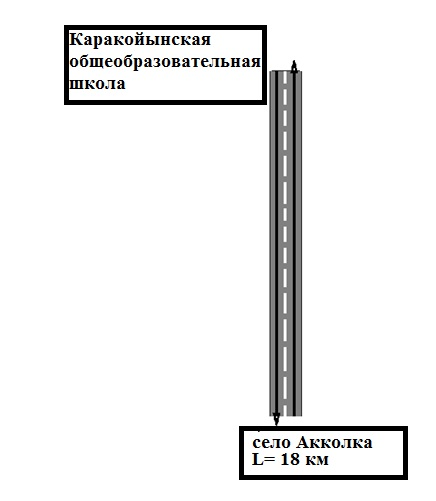 Каракойынская
общеобразовательная
школа
село Акколка
L= 18 км